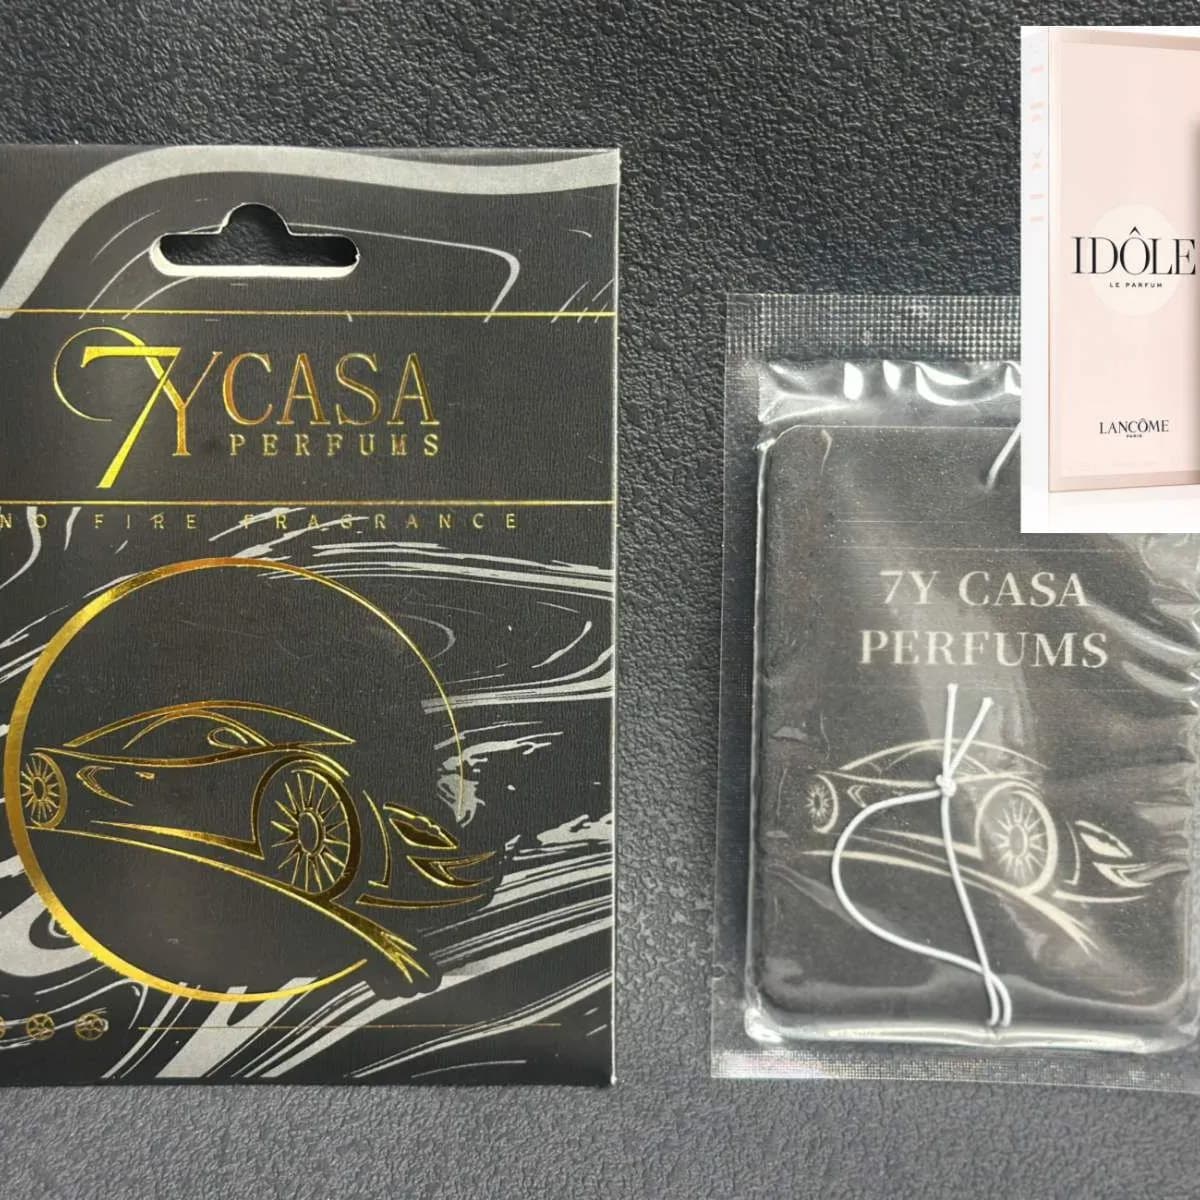 7YCASA
PERFUMS
NO FIRE FRAGRANCE
7Y CASA
PERFUMS
IDÔLE
LE PARFUM
LANCÔME
PARIS